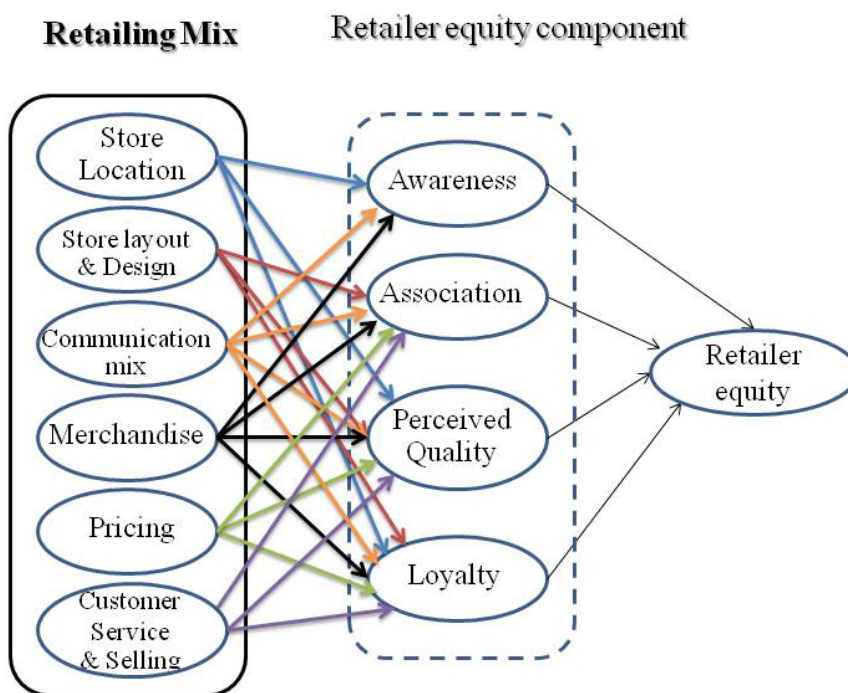 Retailing Mix
Retailer equity component
Store
Location
Store layout
& Design
Communication
mix
Merchandise
Pricing
Customer
Service
& Selling
Awareness
Association
Perceived
Quality
Loyalty
Retailer
equity